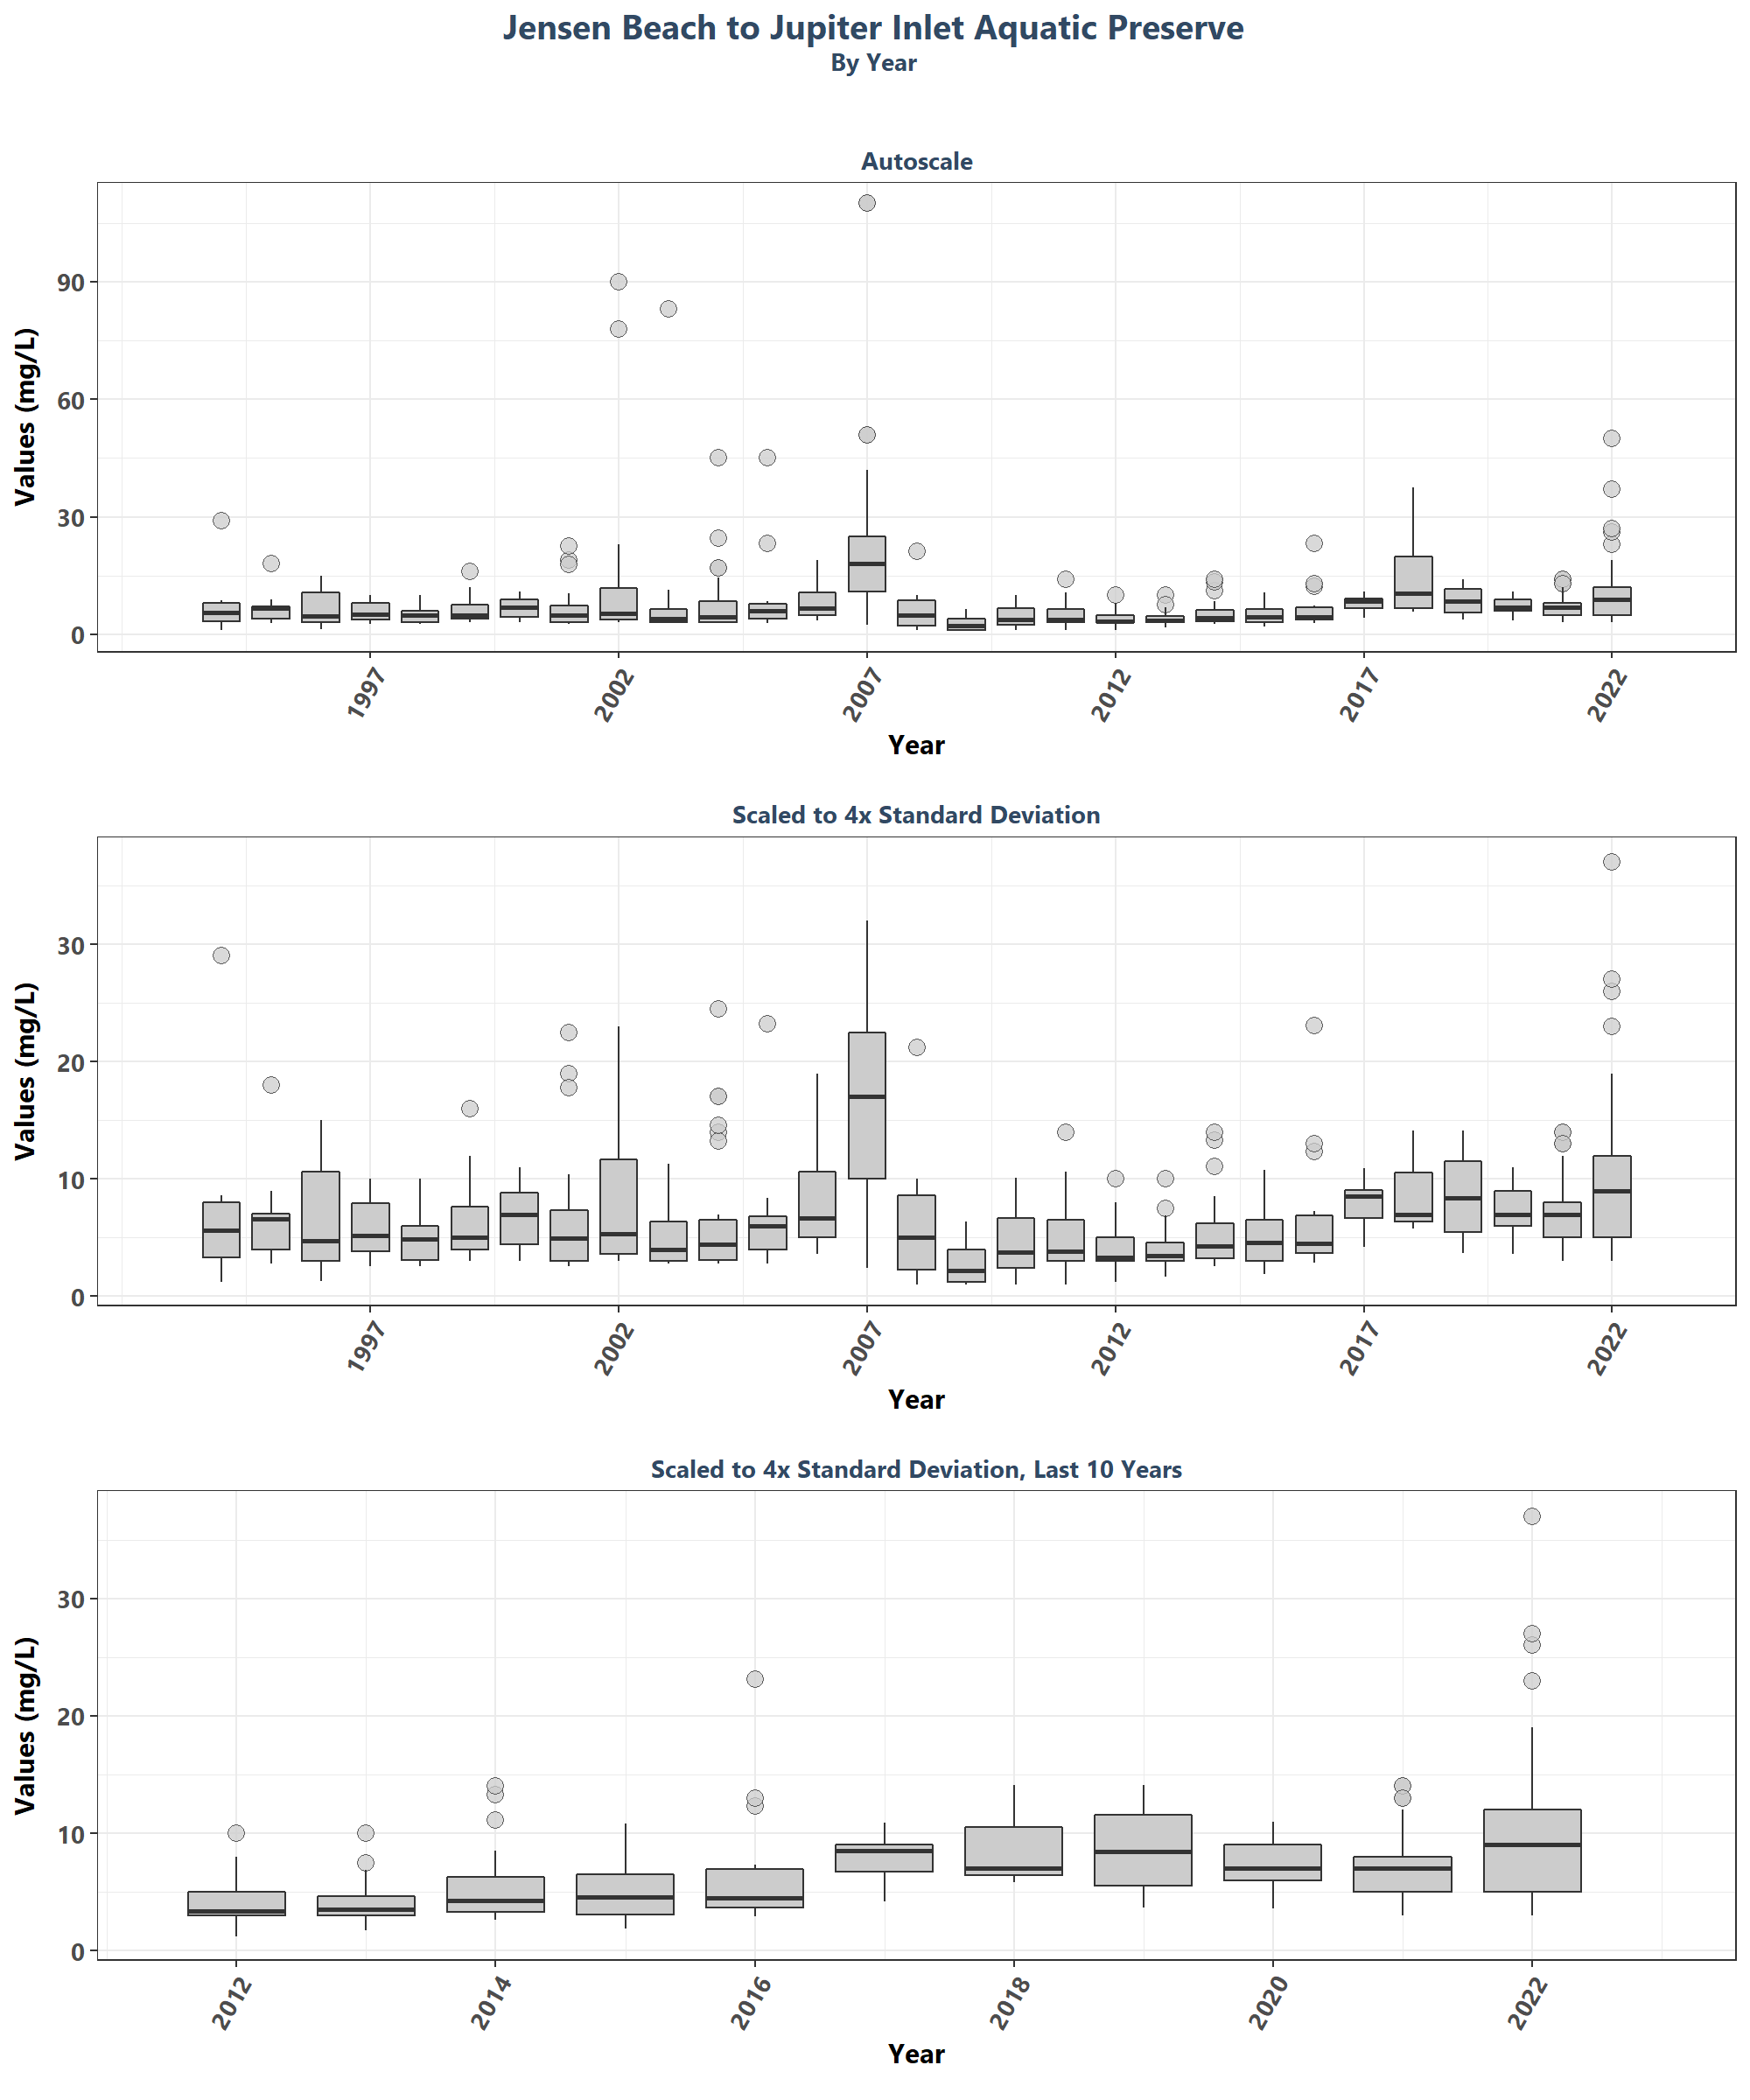 Jensen Beach to Jupiter Inlet Aquatic Preserve
By Year
Autoscale
Values (mg/L)
90
60
30
0
1997
2002
2007
2012
2017
2022
Year
Scaled to 4x Standard Deviation
Values (mg/L)
30
20
10
0
1997
2002
2007
2012
2017
2022
Year
Scaled to 4x Standard Deviation, Last 10 Years
Values (mg/L)
30
20
10
0
2012
2014
2016
2018
2020
2022
Year